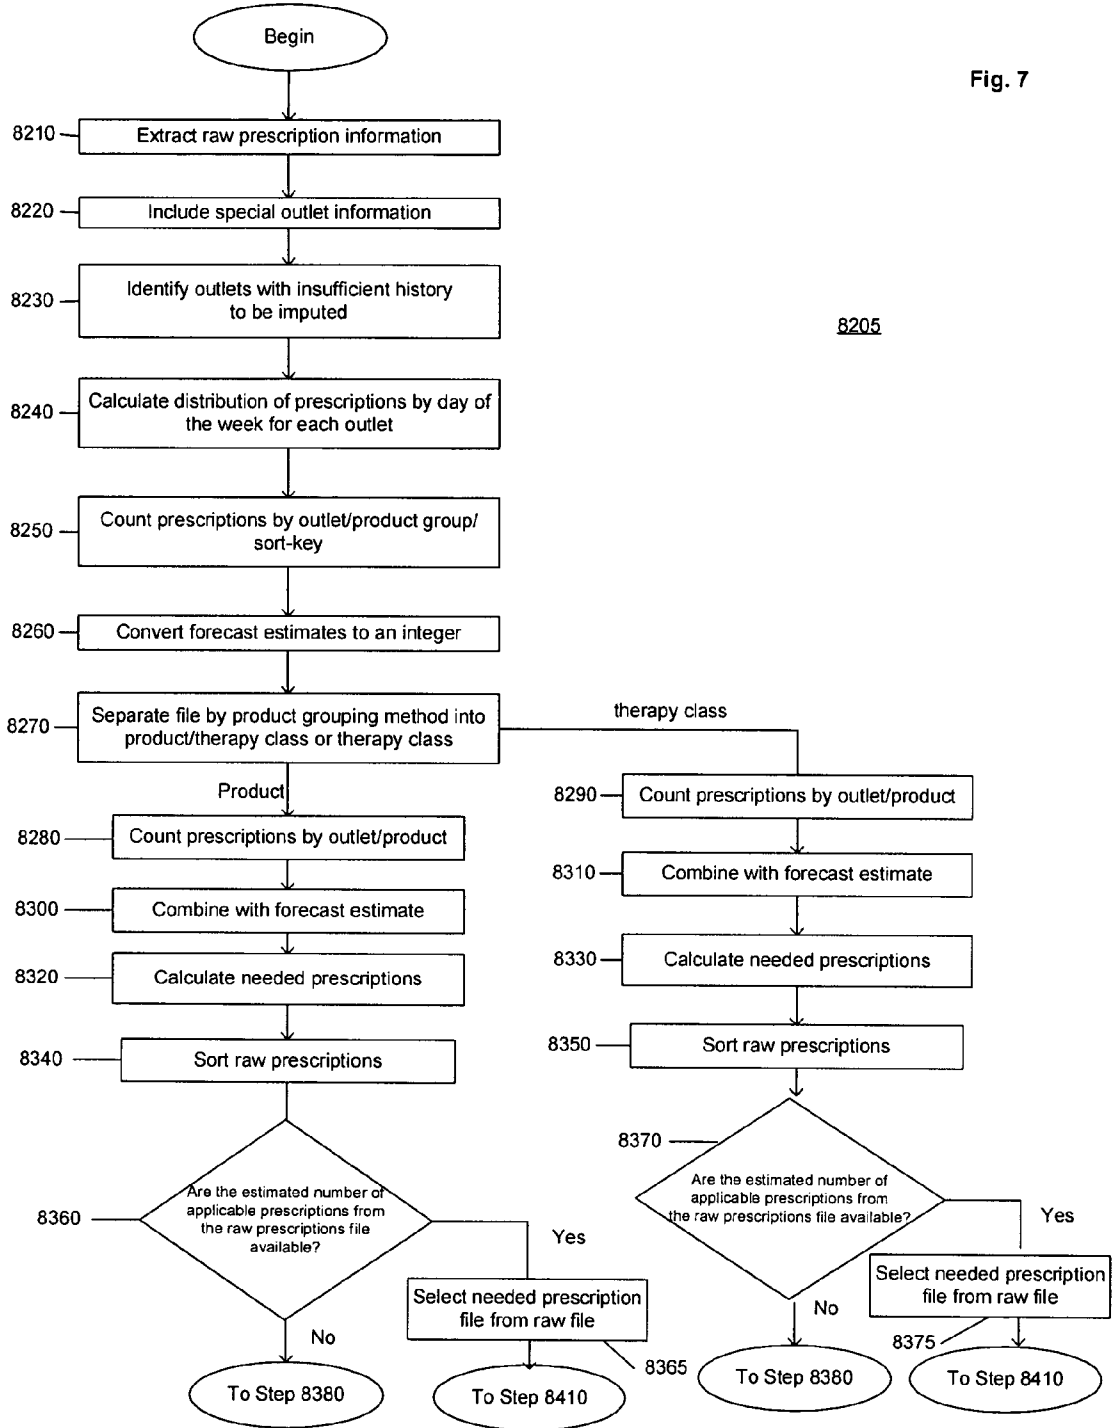 Begin
Fig. 7
8210
Extract raw prescription information
8220
Include special outlet information
8230
Identify outlets with insufficient history
to be imputed
8205
8240
Calculate distribution of prescriptions by day of
the week for each outlet
8250
Count prescriptions by outlet/product group/
sort-key
8260
Convert forecast estimates to an integer
8270
Separate file by product grouping method into
product/therapy class or therapy class
therapy class
Product
8280
Count prescriptions by outlet/product
8300
Combine with forecast estimate
8320
Calculate needed prescriptions
8340
Sort raw prescriptions
8360
Are the estimated number of
applicable prescriptions from
the raw prescriptions file
available?
Yes
Select needed prescription
file from raw file
8365
No
To Step 8380
To Step 8410
8290
Count prescriptions by outlet/product
8310
Combine with forecast estimate
8330
Calculate needed prescriptions
8350
Sort raw prescriptions
8370
Are the estimated number of
applicable prescriptions from
the raw prescriptions file available?
Yes
Select needed prescription
file from raw file
8375
No
To Step 8380
To Step 8410